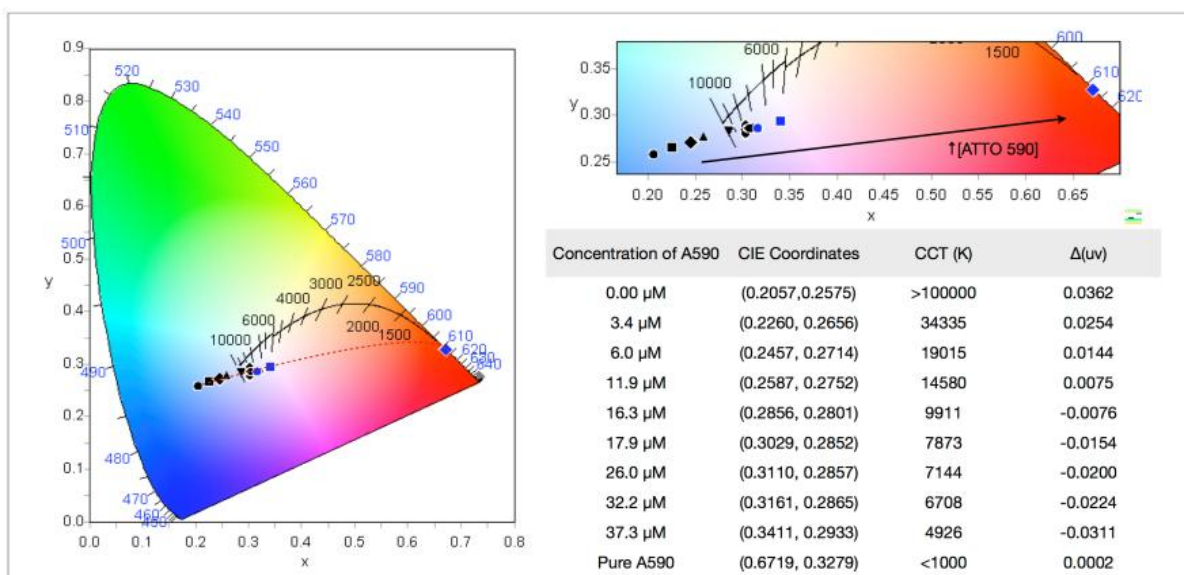 0.9
0.8
0.7
0.6
0.5
0.4
0.3
0.2
0.1
0.0
y
0.0 0.1 0.2 0.3 0.4 0.5 0.6 0.7 0.8
x
520
530
540
550
560
570
580
590
600
610
620
630
640
510
500
490
480
470
460
10000
6000
4000
3000
2500
2000
1500
0.35
0.30
0.25
y
0.20 0.25 0.30 0.35 0.40 0.45 0.50 0.55 0.60 0.65
x
10000
6000
1500
600
610
620
↑[ATTO 590]
Concentration of A590 CIE Coordinates CCT (K) Δ(uv)
0.00 μM (0.2057,0.2575) >100000 0.0362
3.4 μM (0.2260, 0.2656) 34335 0.0254
6.0 μM (0.2457, 0.2714) 19015 0.0144
11.9 μM (0.2587, 0.2752) 14580 0.0075
16.3 μM (0.2856, 0.2801) 9911 -0.0076
17.9 μM (0.3029, 0.2852) 7873 -0.0154
26.0 μM (0.3110, 0.2857) 7144 -0.0200
32.2 μM (0.3161, 0.2865) 6708 -0.0224
37.3 μM (0.3411, 0.2933) 4926 -0.0311
Pure A590 (0.6719, 0.3279) <1000 0.0002